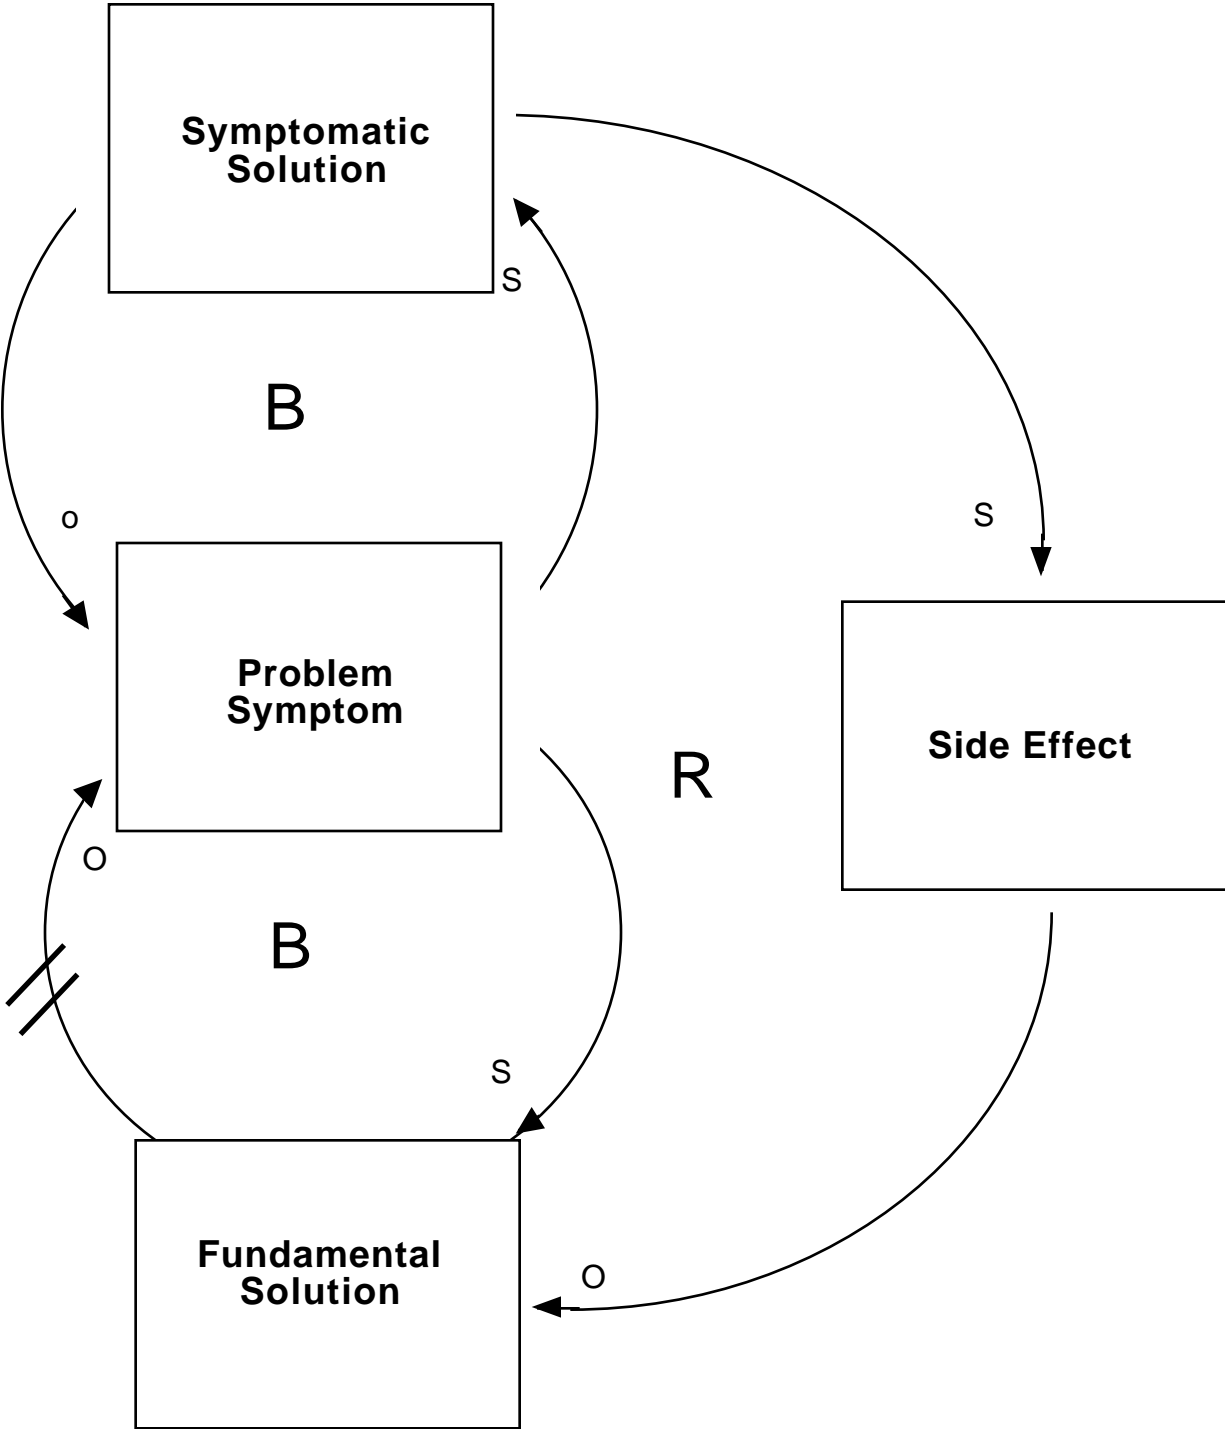 Symptomatic
Solution
S
B
S
o
Problem
Symptom
Side Effect
R
O
B
S
Fundamental
Solution
O